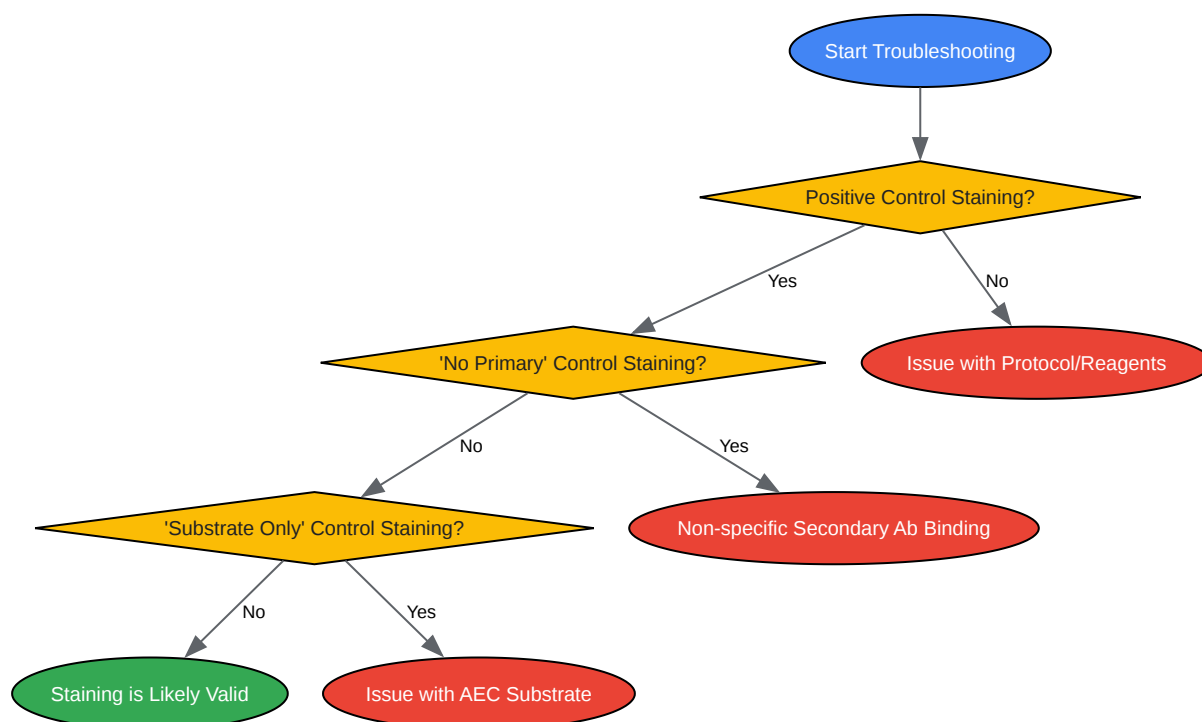 Start Troubleshooting
Positive Control Staining?
Yes
No
'No Primary' Control Staining?
Issue with Protocol/Reagents
No
Yes
'Substrate Only' Control Staining?
Non-specific Secondary Ab Binding
No
Yes
Staining is Likely Valid
Issue with AEC Substrate